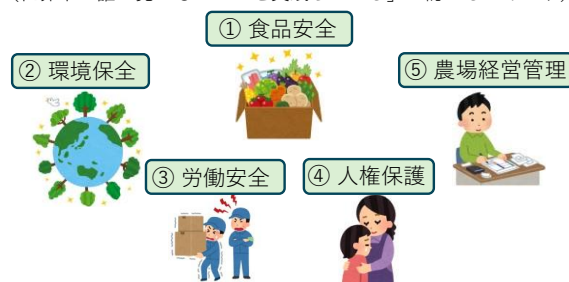 ① 食品安全
② 環境保全
⑤ 農場経営管理
③ 労働安全
④ 人権保護